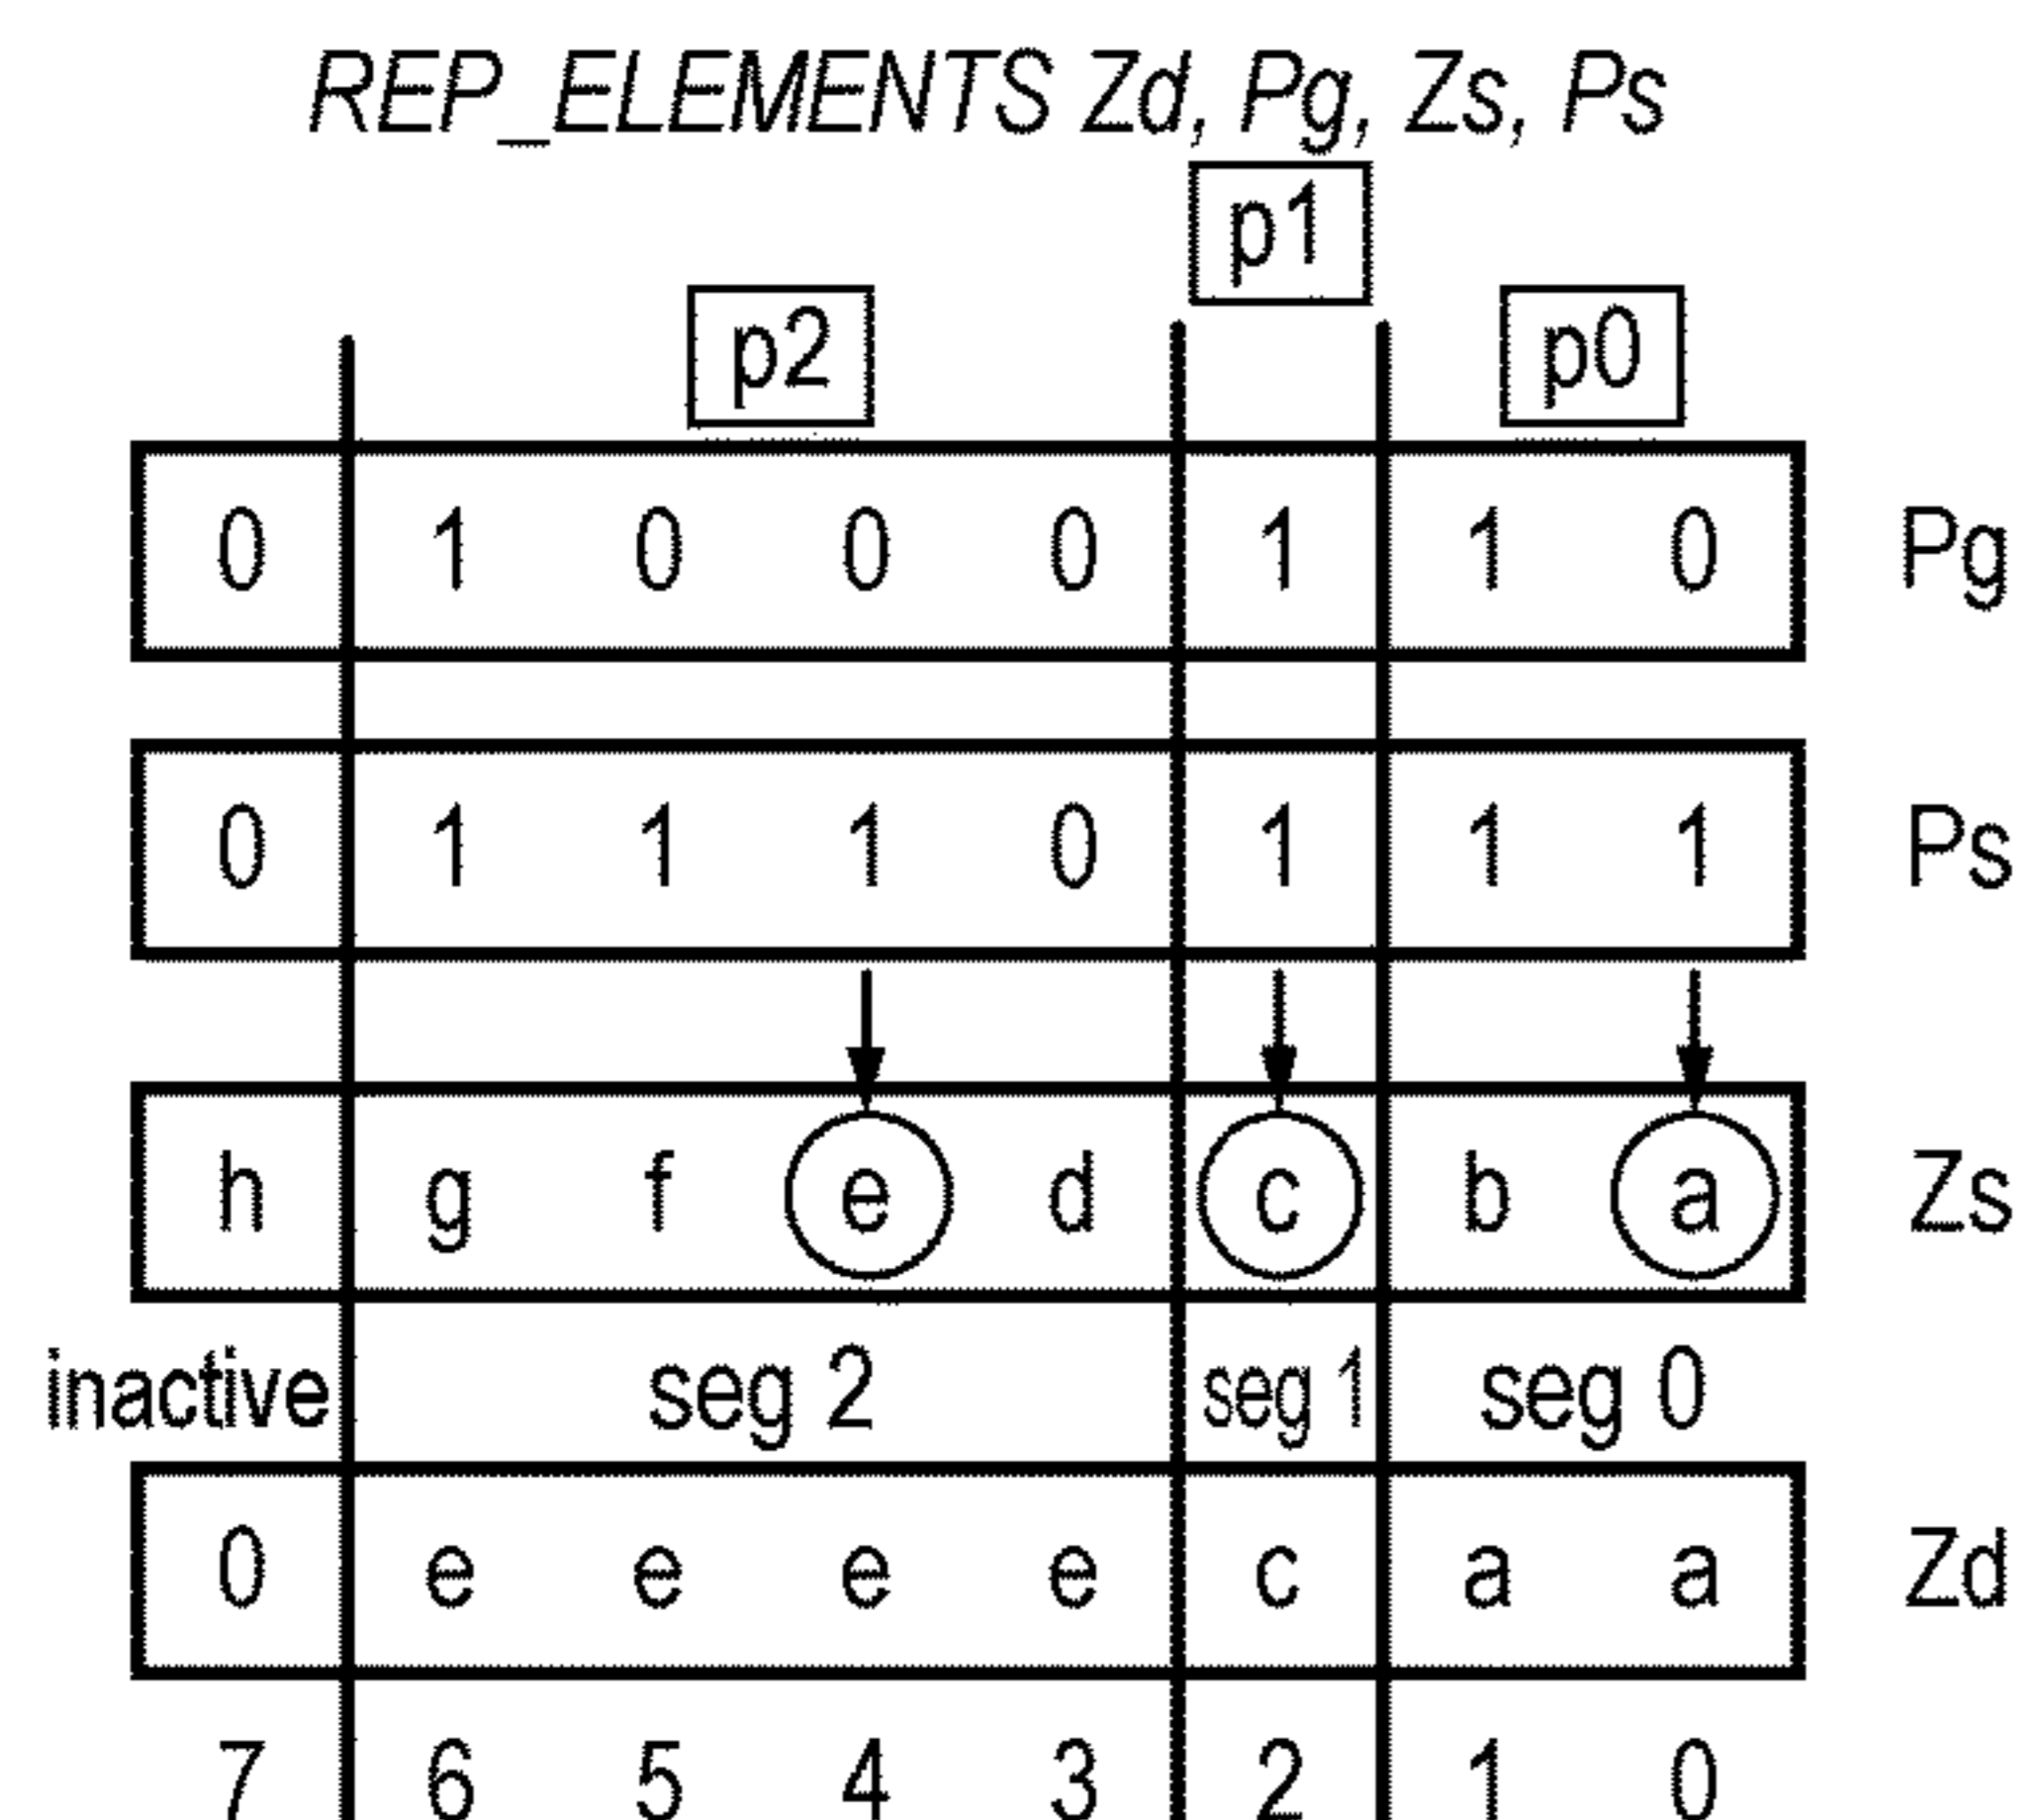 REP_ELEMENTS Zd, Pg, Zs, Ps
p1
p2 p0
0 1 0 0 0 1 1 0 Pg
0 1 1 1 0 1 1 1 Ps
h g f e d c b a Zs
inactive seg 2 seg 1 seg 0
0 e e e e c a a Zd
7 6 5 4 3 2 1 0